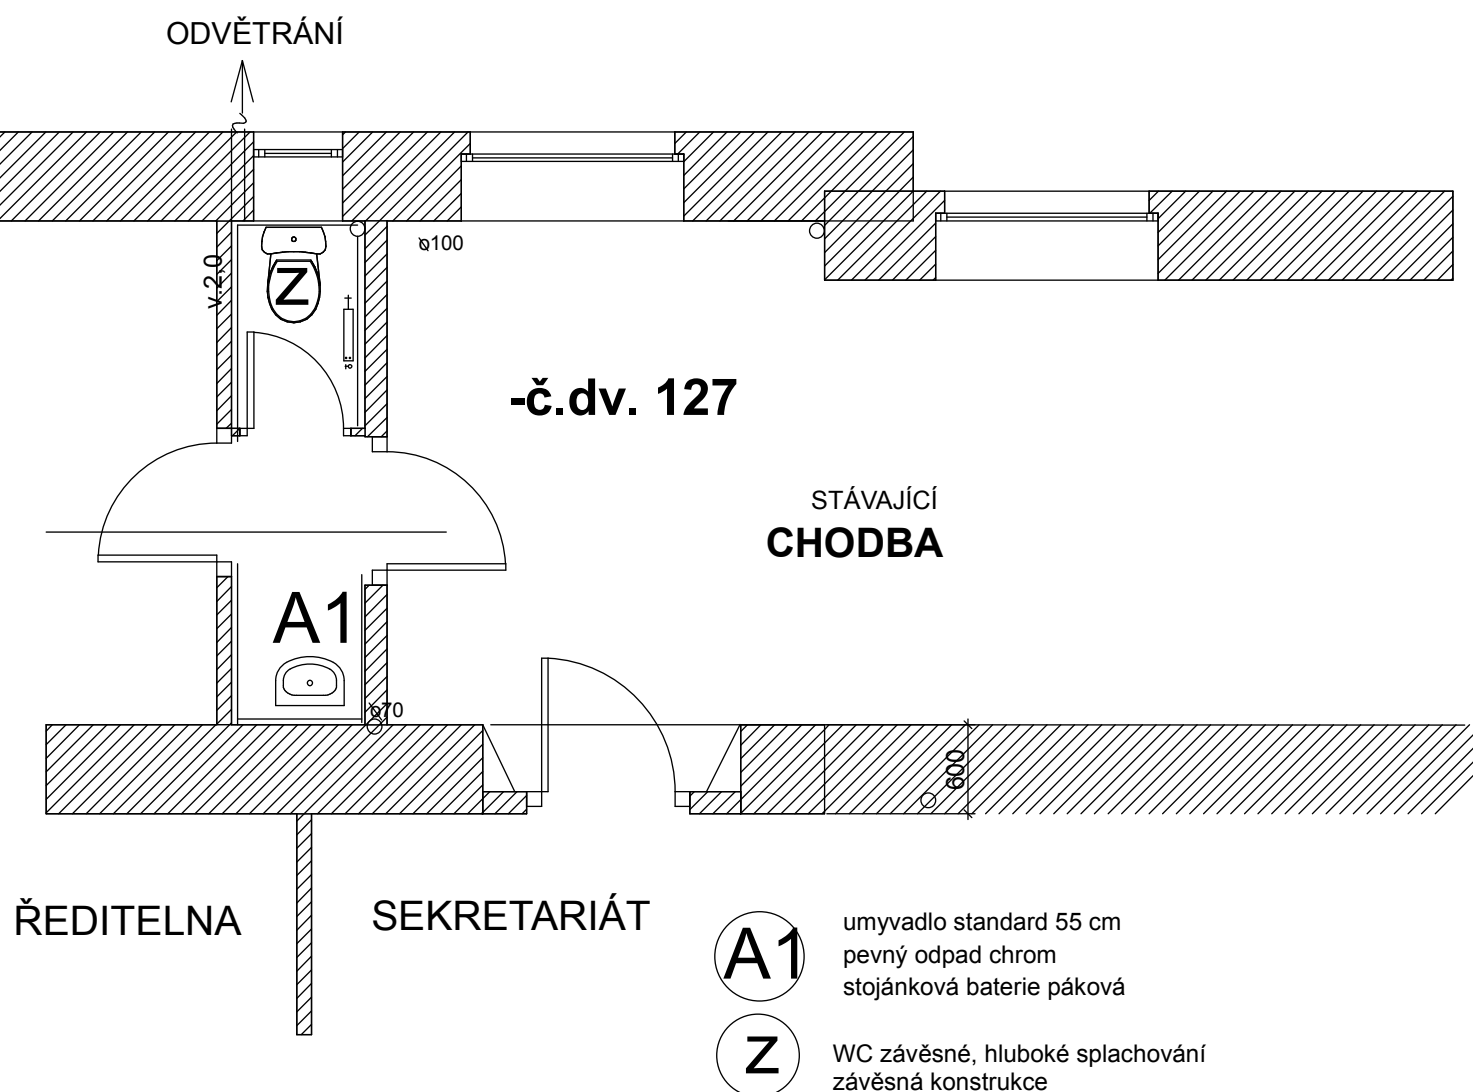 ODVĚTRÁNÍ
ø100
v.2,0
Z
-č.dv. 127
STÁVAJÍCÍ
CHODBA
A1
ø70
600
ŘEDITELNA
SEKRETARIÁT
A1
umyvadlo standard 55 cm
pevný odpad chrom
stojánková baterie páková
Z
WC závěsné, hluboké splachování
závěsná konstrukce